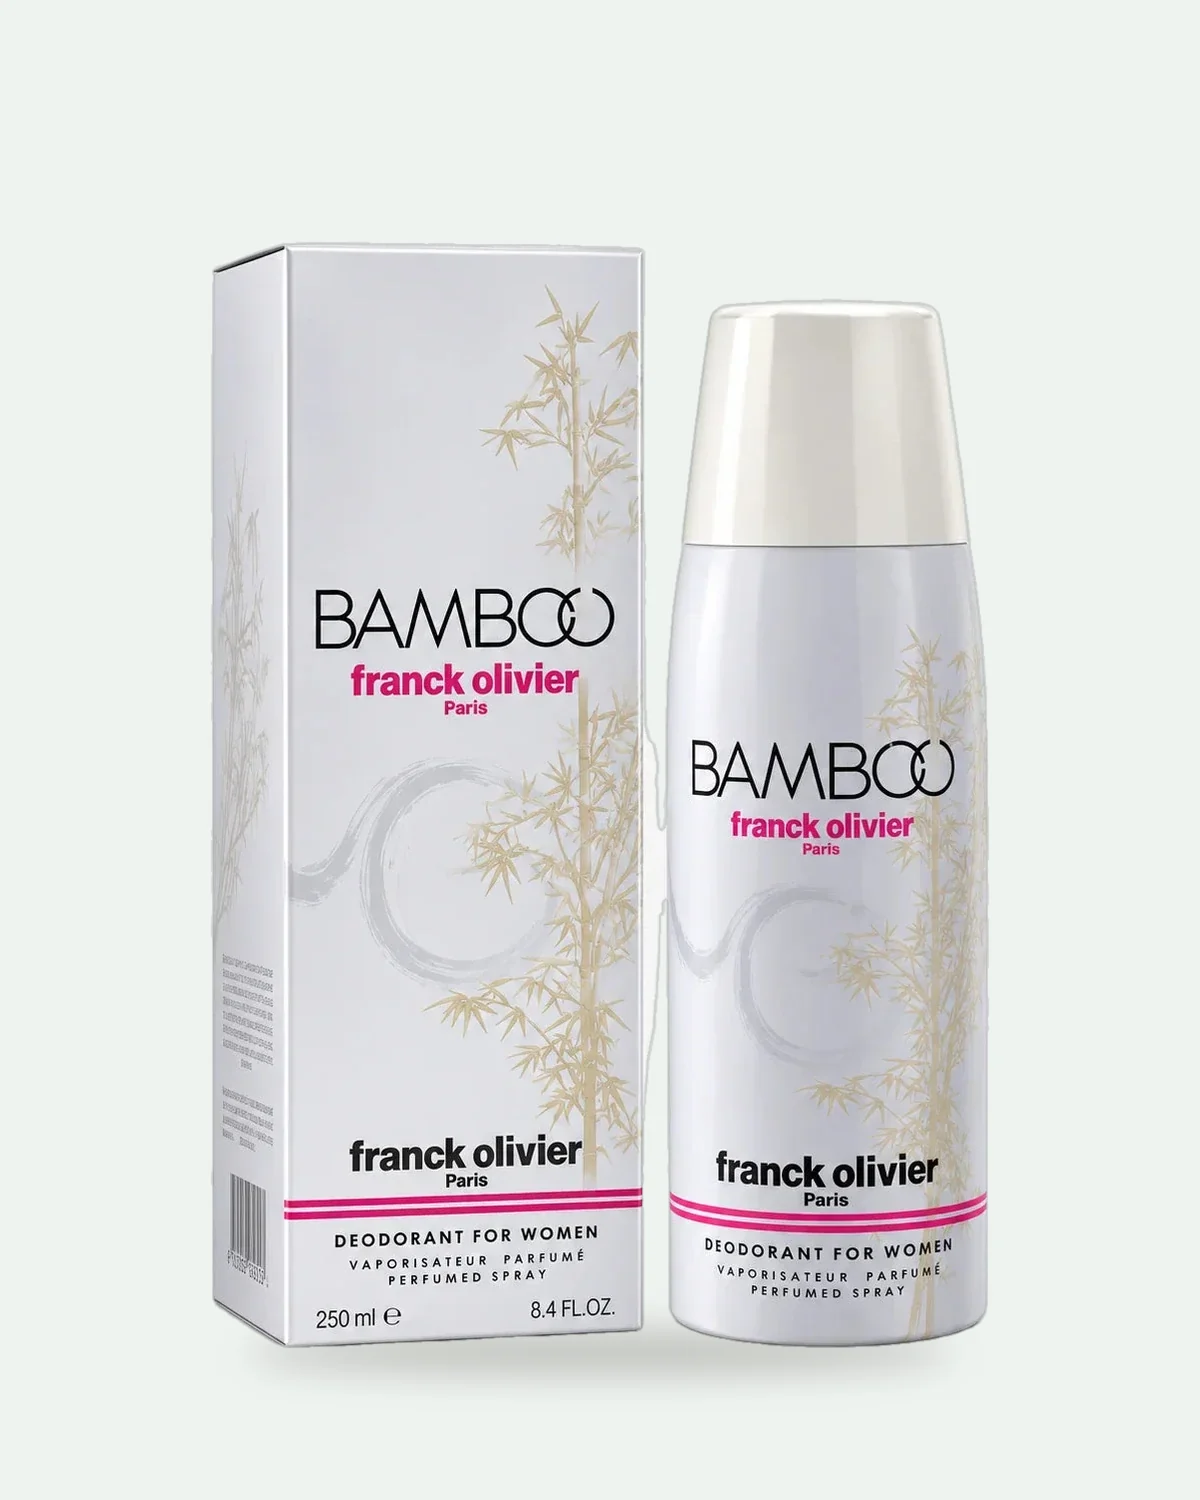 BAMBOO
franck olivier
Paris
franck olivier
Paris
DEODORANT FOR WOMEN
VAPORISATEUR PARFUMÉ
PERFUMED SPRAY
250 ml e 8.4 FL.OZ.
BAMBOO
franck olivier
Paris
franck olivier
Paris
DEODORANT FOR WOMEN
VAPORISATEUR PARFUMÉ
PERFUMED SPRAY